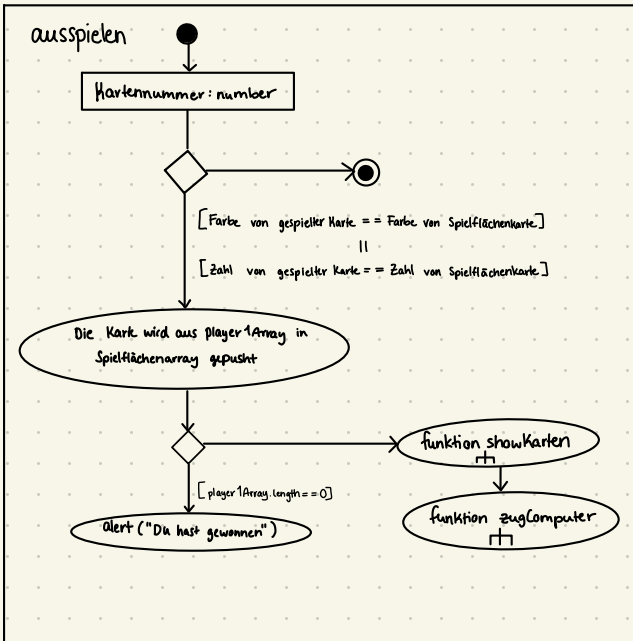 ausspielen
Kartennummer: number
[Farbe von gespielter Karte == Farbe von Spielflächenkarte]
||
[Zahl von gespielter Karte == Zahl von Spielflächenkarte]
Die Karte wird aus player1Array in
Spielflächenarray gepusht
funktion showKarten
[player1Array.length==0]
alert("Du hast gewonnen")
funktion zugComputer